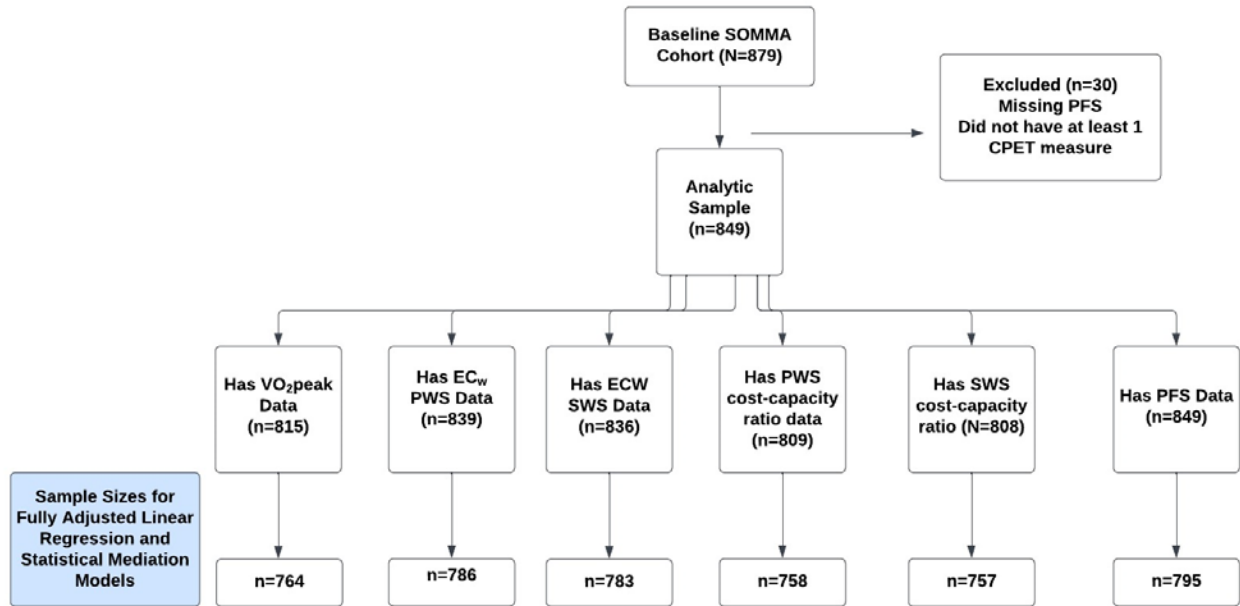 Baseline SOMMA
Cohort (N=879)
Excluded (n=30)
Missing PFS
Did not have at least 1
CPET measure
Analytic
Sample
(n=849)
Has VO₂peak
Data
(n=815)
Has ECw
PWS Data
(n=839)
Has ECW
SWS Data
(n=836)
Has PWS
cost-capacity
ratio data
(n=809)
Has SWS
cost-capacity
ratio (N=808)
Has PFS Data
(n=849)
Sample Sizes for
Fully Adjusted Linear
Regression and
Statistical Mediation
Models
n=764
n=786
n=783
n=758
n=757
n=795